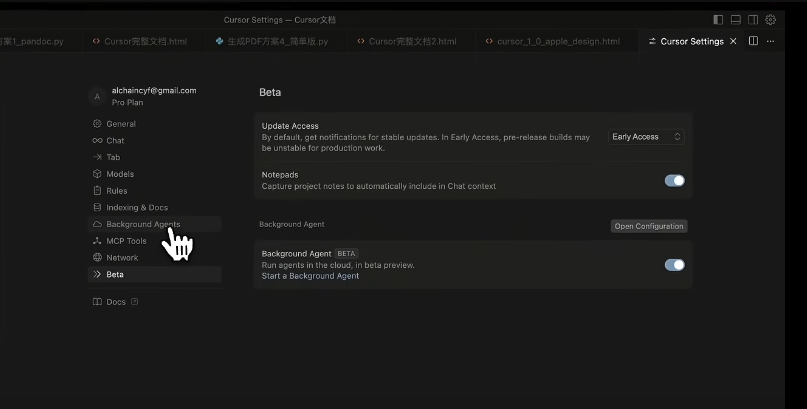 Cursor Settings — Cursor文档
方案1_pandoc.py
Cursor完整文档.html
生成PDF方案4_简单版.py
Cursor完整文档2.html
cursor_1_0_apple_design.html
Cursor Settings
A
alchaincyf@gmail.com
Pro Plan
General
Chat
Tab
Models
Rules
Indexing & Docs
Background Agents
MCP Tools
Network
Beta
Docs
Beta
Update Access
By default, get notifications for stable updates. In Early Access, pre-release builds may
be unstable for production work.
Early Access
Notepads
Capture project notes to automatically include in Chat context
Background Agent
Open Configuration
Background Agent BETA
Run agents in the cloud, in beta preview.
Start a Background Agent